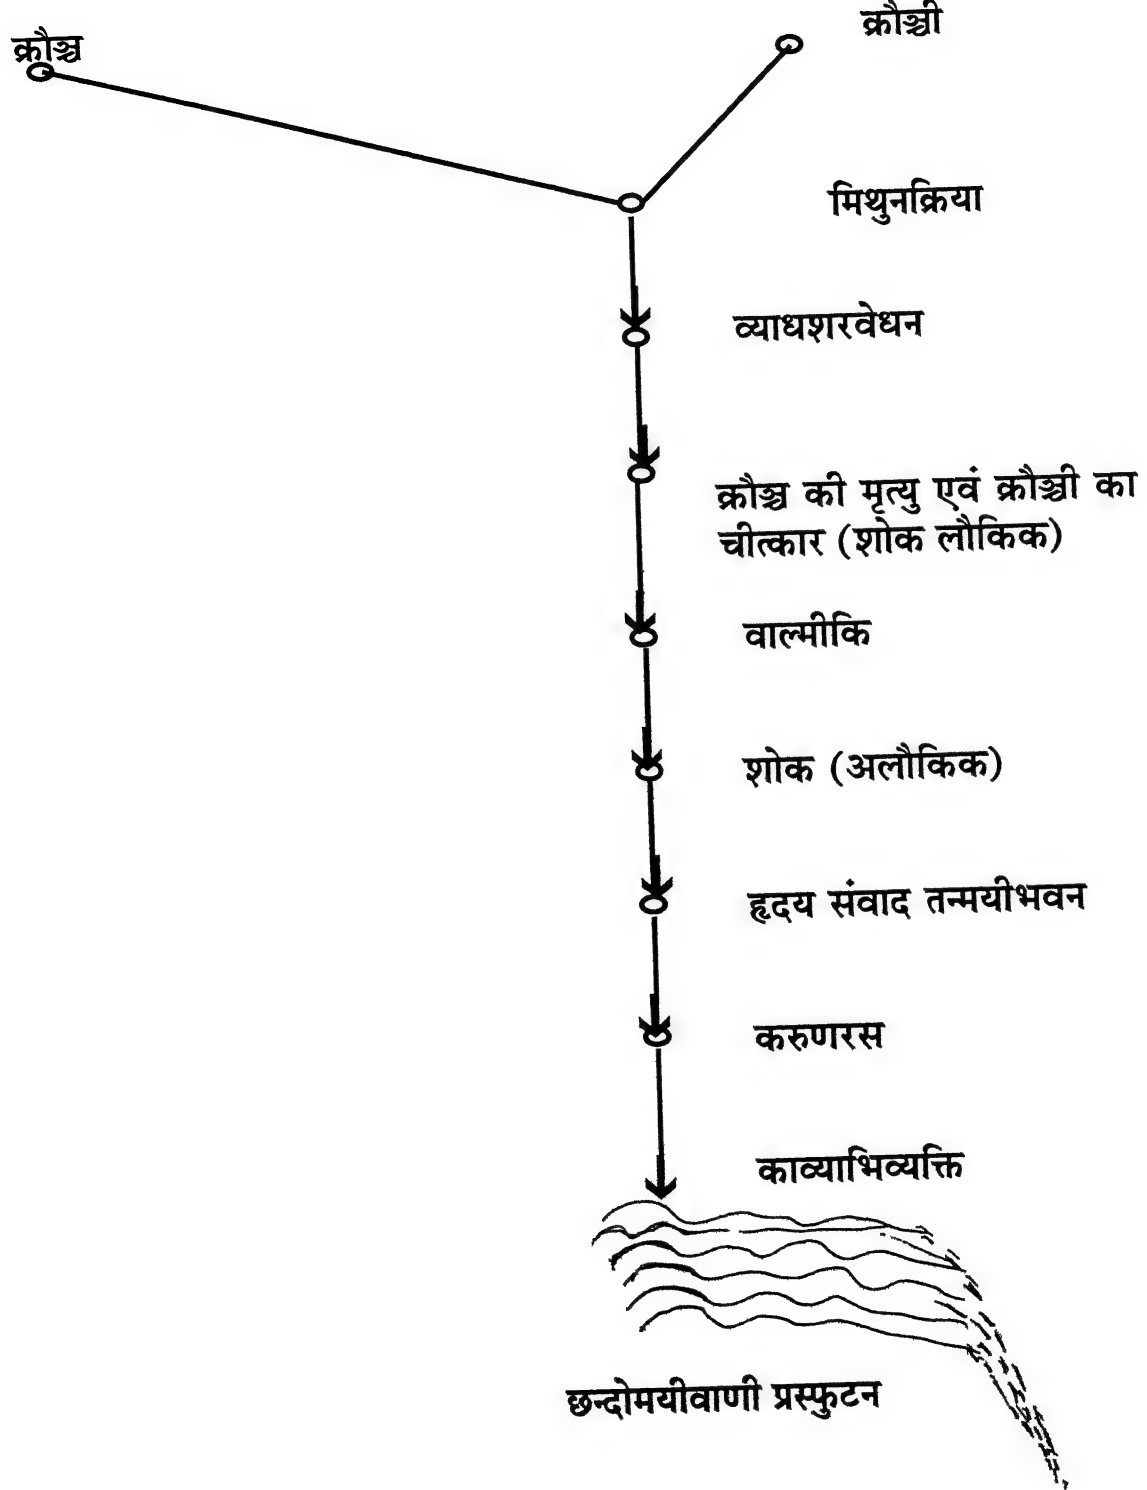 क्रौञ्च
क्रौञ्ची
मिथुनक्रिया
व्याधशरवेधन
क्रौञ्च की मृत्यु एवं क्रौञ्ची का
चीत्कार (शोक लौकिक)
वाल्मीकि
शोक (अलौकिक)
हृदय संवाद तन्मयीभवन
करुणरस
काव्याभिव्यक्ति
छन्दोमयीवाणी प्रस्फुटन